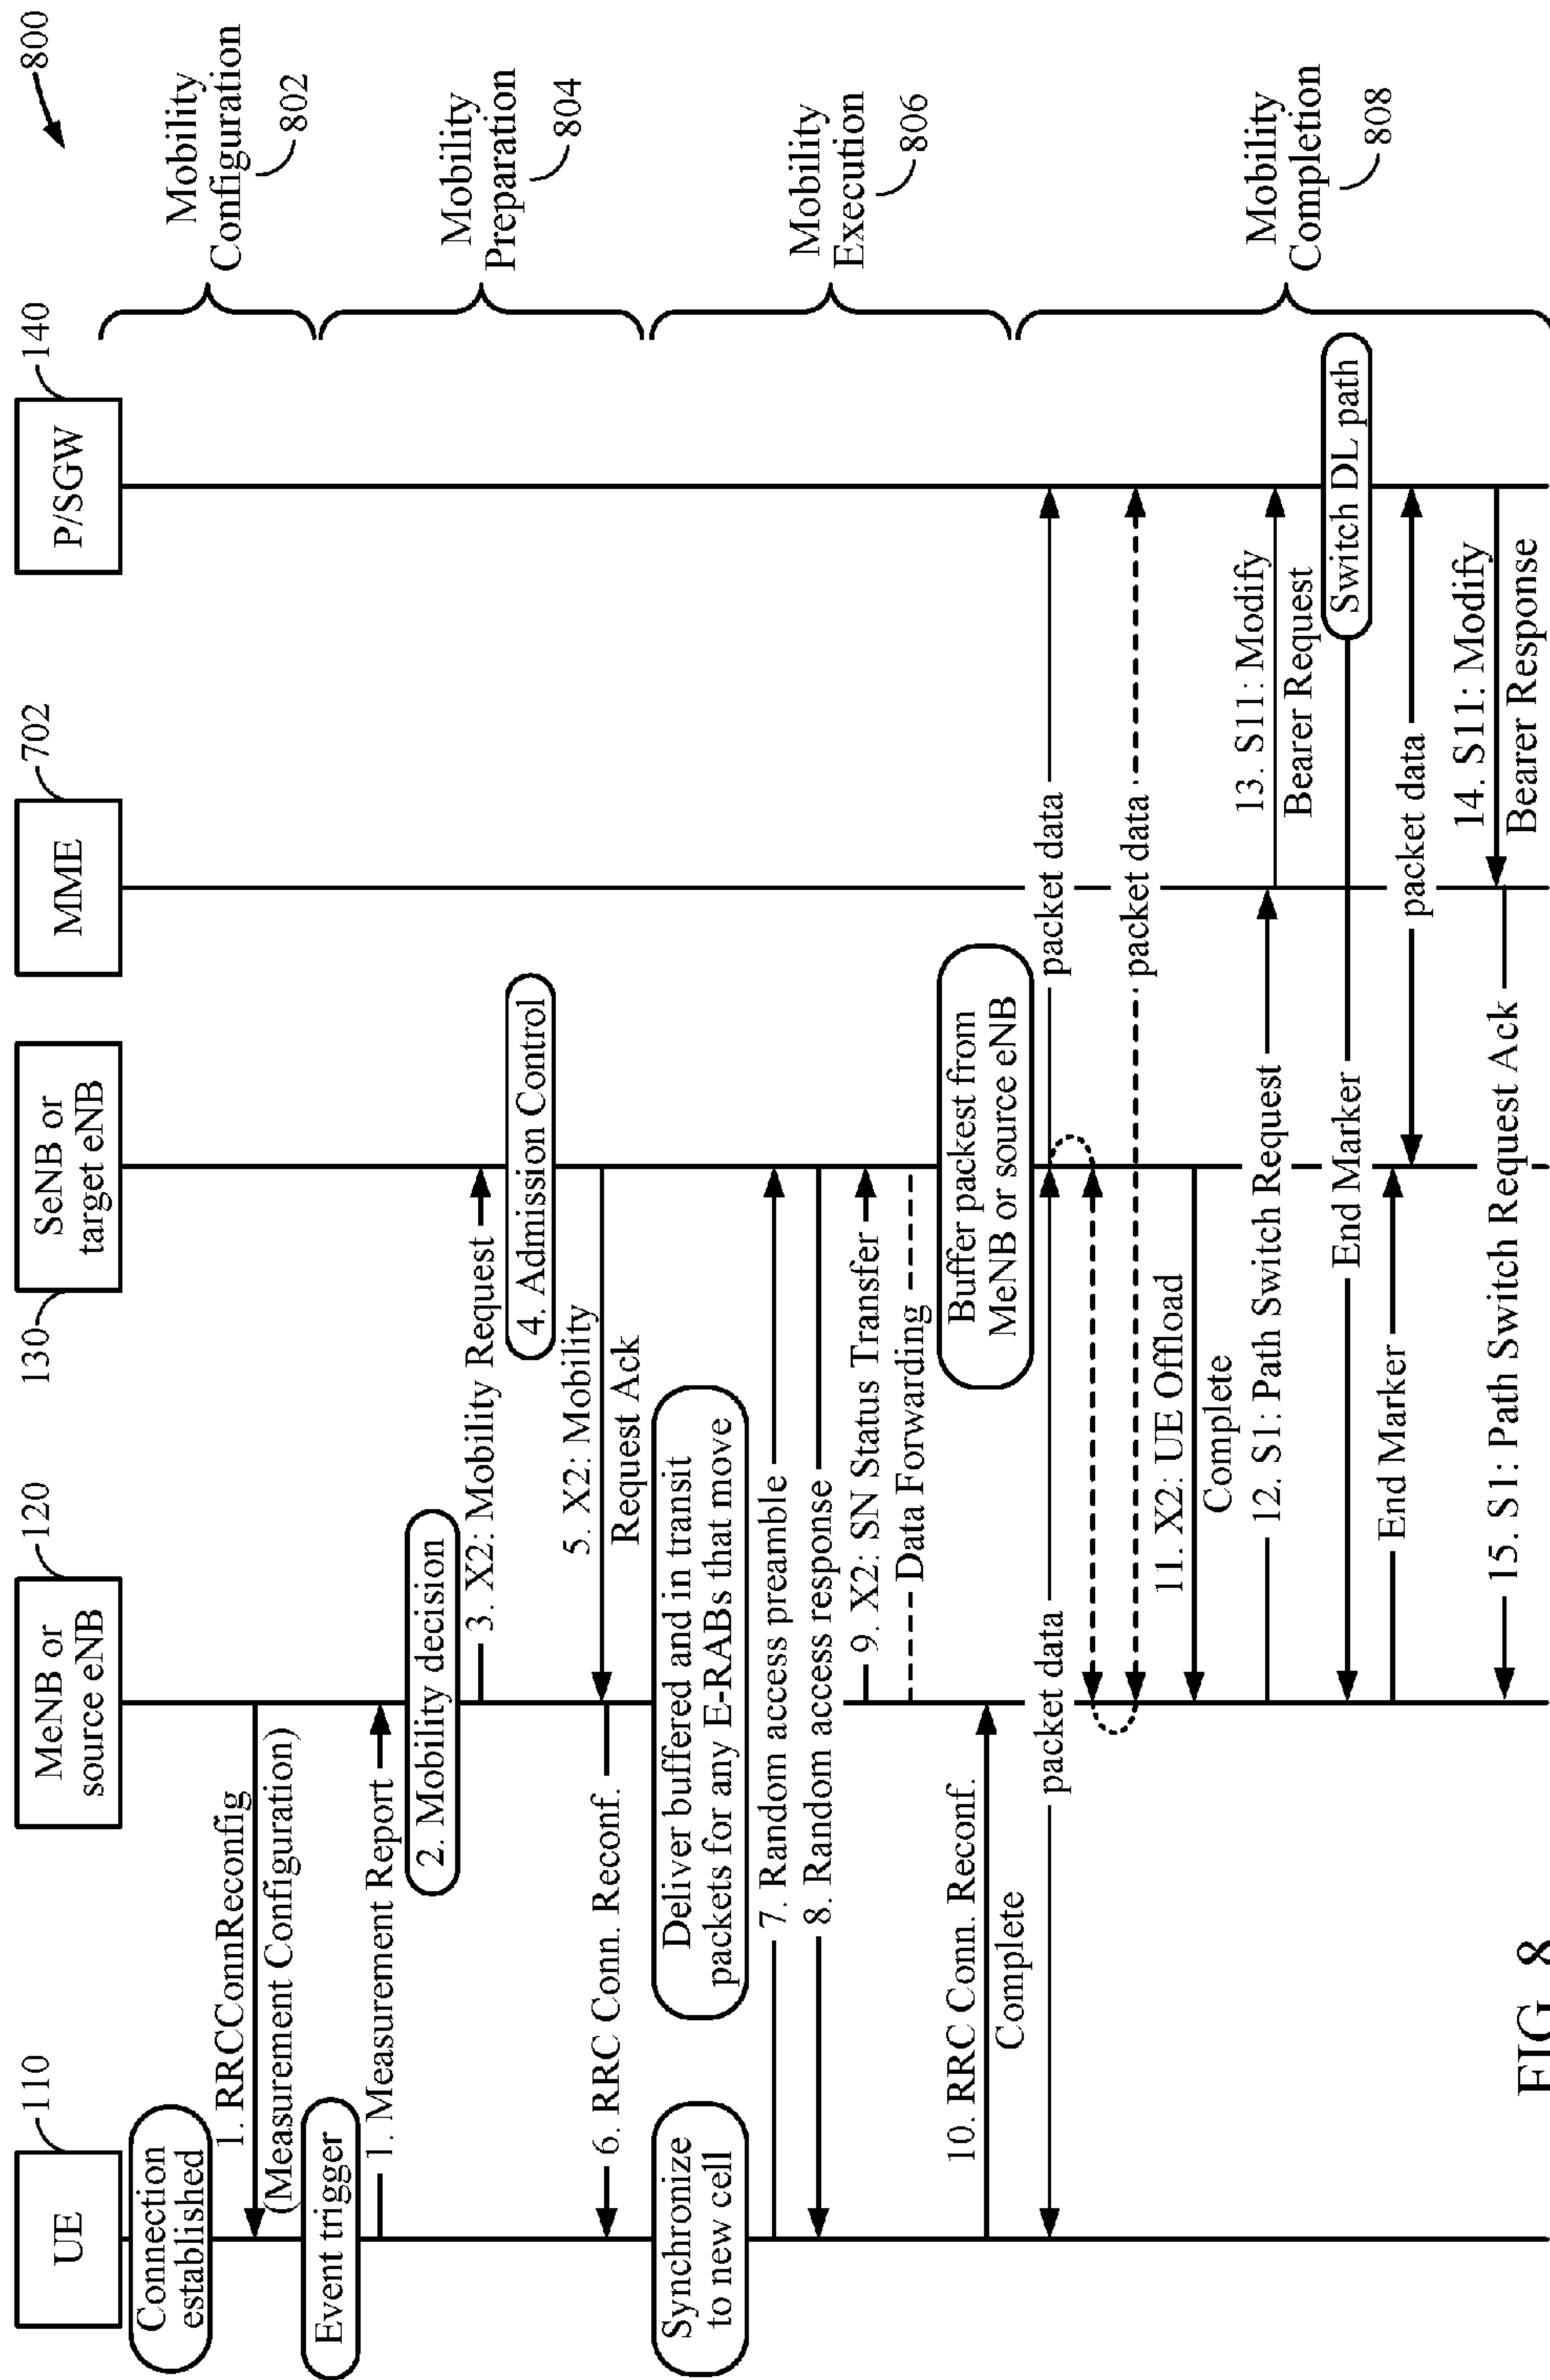 800
110
120
130
702
140
UE
MeNB or
source eNB
SeNB or
target eNB
MME
P/SGW
Connection
established
1. RRCConnReconfig
(Measurement Configuration)
Mobility
Configuration
802
Event trigger
1. Measurement Report
2. Mobility decision
3. X2: Mobility Request
4. Admission Control
5. X2: Mobility
Request Ack
6. RRC Conn. Reconf.
Mobility
Preparation
804
Synchronize
to new cell
Deliver buffered and in transit
packets for any E-RABs that move
7. Random access preamble
8. Random access response
9. X2: SN Status Transfer
Data Forwarding
Buffer packest from
MeNB or source eNB
10. RRC Conn. Reconf.
Complete
Mobility
Execution
806
packet data
packet data
packet data
11. X2: UE Offload
Complete
12. S1: Path Switch Request
13. S11: Modify
Bearer Request
Switch DL path
End Marker
End Marker
packet data
14. S11: Modify
Bearer Response
15. S1: Path Switch Request Ack
Mobility
Completion
808
FIG. 8